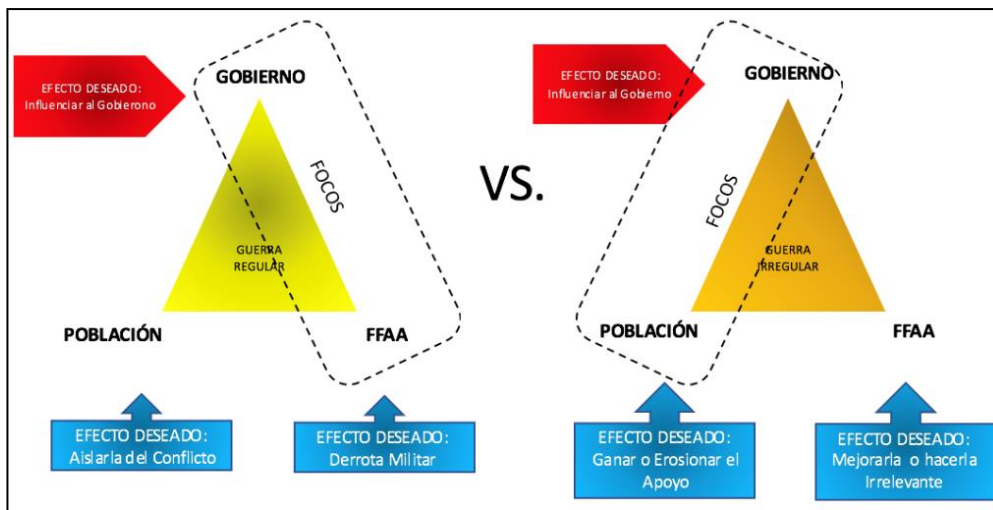 EFECTO DESEADO:
Influenciar al Gobierono
GOBIERNO
FOCOS
GUERRA
REGULAR
POBLACIÓN
FFAA
EFECTO DESEADO:
Aislarla del Conflicto
EFECTO DESEADO:
Derrota Militar
VS.
EFECTO DESEADO:
Influenciar al Gobierno
GOBIERNO
FOCOS
GUERRA
IRREGULAR
POBLACIÓN
FFAA
EFECTO DESEADO:
Ganar o Erosionar el
Apoyo
EFECTO DESEADO:
Mejorarla o hacerla
Irrelevante